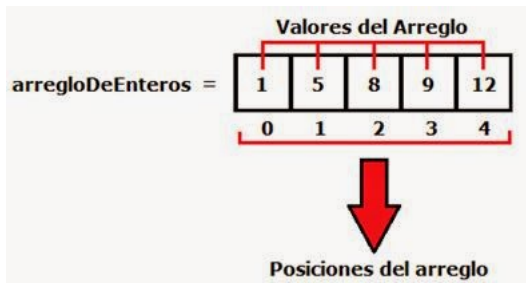 Valores del Arreglo
arregloDeEnteros = 1 5 8 9 12
0 1 2 3 4
Posiciones del arreglo